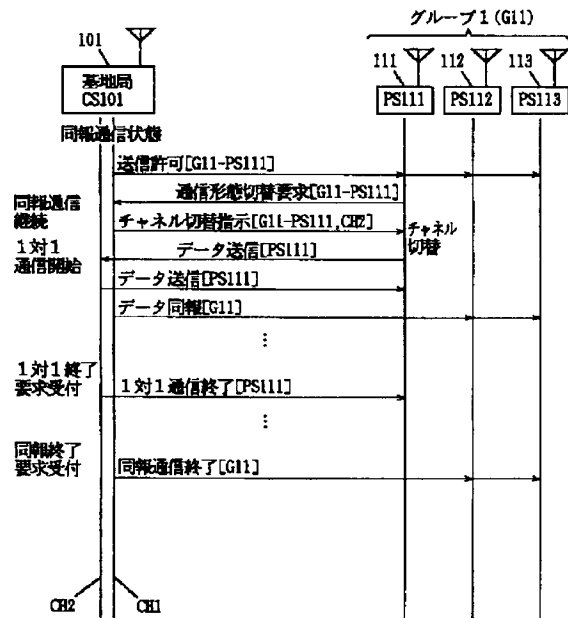 グループ1(G11)
101
111
112
113
基地局
CS101
PS111
PS112
PS113
同報通信状態
送信許可[G11-PS111]
通信形態切替要求[G11-PS111]
同報通信
継続
チャネル切替指示[G11-PS111,CH2]
チャネル
切替
1対1
通信開始
データ送信[PS111]
データ送信[PS111]
データ同報[G11]
⋮
1対1終了
要求受付
1対1通信終了[PS111]
⋮
同報終了
要求受付
同報通信終了[G11]
CH2
CH1